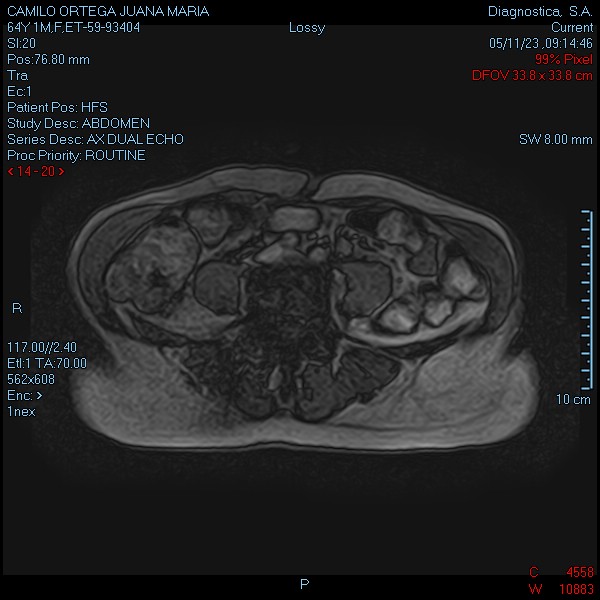 CAMILO ORTEGA JUANA MARIA
64Y 1M,F,ET-59-93404
Sl:20
Pos:76.80 mm
Tra
Ec:1
Patient Pos: HFS
Study Desc: ABDOMEN
Series Desc: AX DUAL ECHO
Proc Priority: ROUTINE
< 14 - 20 >
Lossy
Diagnostica, S.A.
Current
05/11/23 ,09:14:46
99% Pixel
DFOV 33.8 x 33.8 cm
SW 8.00 mm
R
10 cm
117.00//2.40
Etl:1 TA:70.00
562x608
Enc: >
1nex
P
C 4558
W 10883